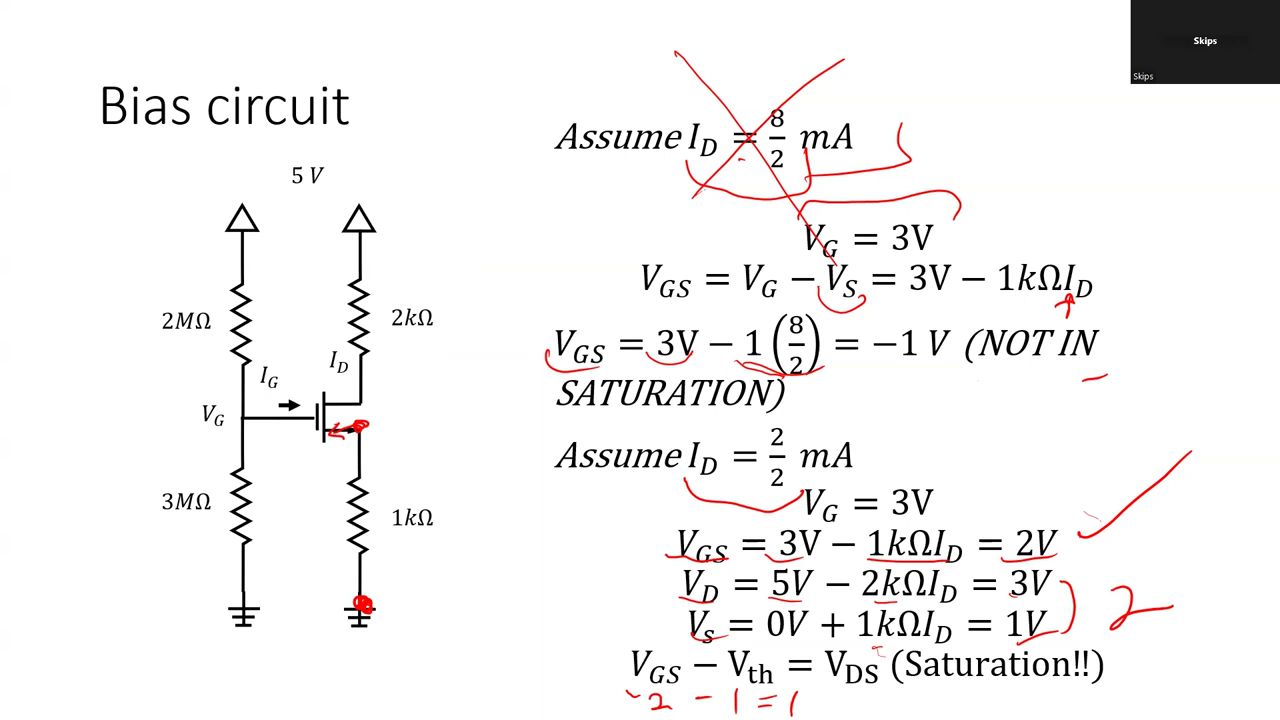 Skips
Skips
Bias circuit
5 V
2MΩ
2kΩ
I_D
I_G
V_G
3MΩ
1kΩ
Assume I_D = 8/2 mA
V_G = 3V
V_GS = V_G − V_S = 3V − 1kΩI_D
V_GS = 3V − 1(8/2) = −1 V (NOT IN
SATURATION)
Assume I_D = 2/2 mA
V_G = 3V
V_GS = 3V − 1kΩI_D = 2V
V_D = 5V − 2kΩI_D = 3V
V_s = 0V + 1kΩI_D = 1V
2
V_GS − V_th = V_DS (Saturation!!)
2 − 1 = 1